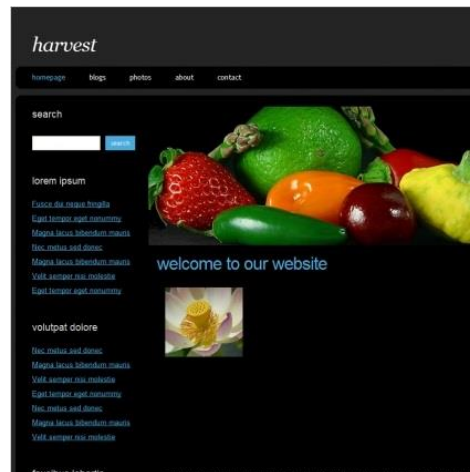 harvest
homepage blogs photos about contact
search
search
lorem ipsum
Fusce dui neque fringilla
Eget tempor eget nonummy
Magna lacus bibendum mauris
Nec metus sed donec
Magna lacus bibendum mauris
Velit semper nisi molestie
Eget tempor eget nonummy
volutpat dolore
Nec metus sed donec
Magna lacus bibendum mauris
Velit semper nisi molestie
Eget tempor eget nonummy
Nec metus sed donec
Magna lacus bibendum mauris
Velit semper nisi molestie
welcome to our website